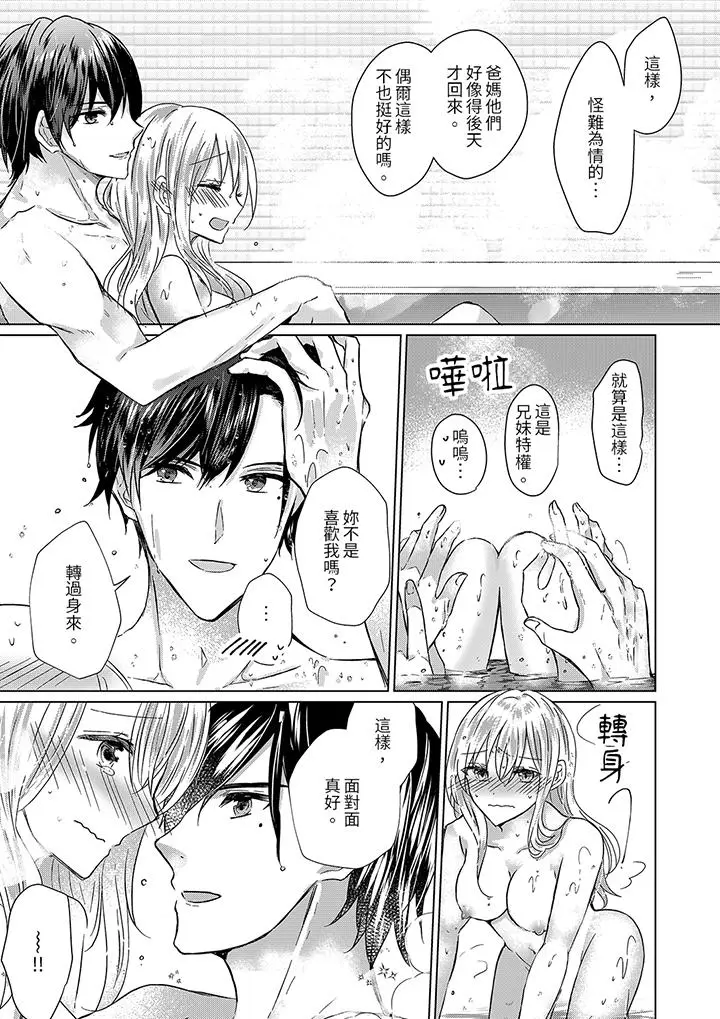 這樣，
怪難為情的…
爸媽他們
好像得後天
才回來。
偶爾這樣
不也挺好的嗎。
就算是這樣…
這是
兄妹特權。
嗚嗚…
嘩啦
妳不是
喜歡我嗎？
…
轉過身來。
轉身
這樣，
面對面
真好。
～!!